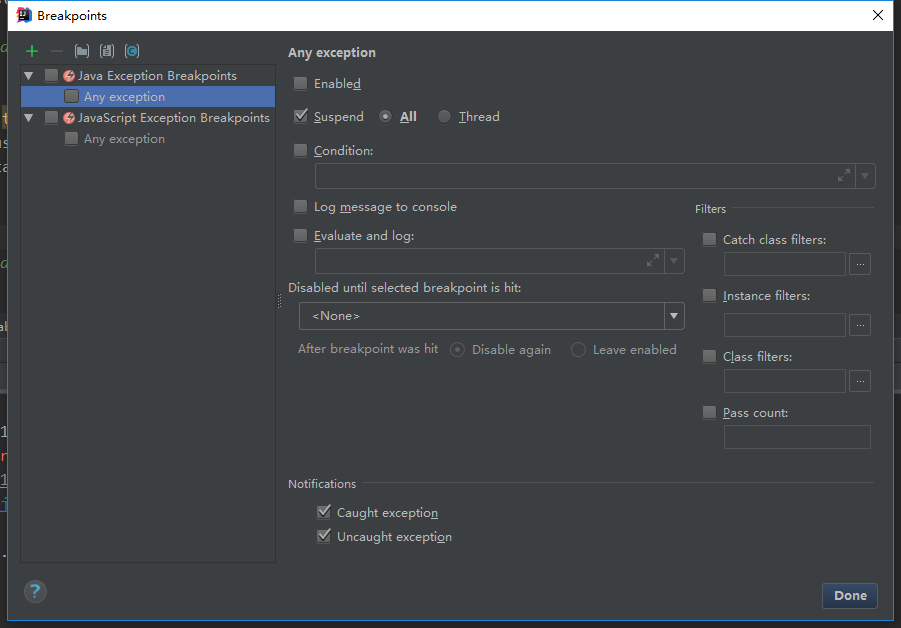 Breakpoints
Java Exception Breakpoints
Any exception
JavaScript Exception Breakpoints
Any exception
Any exception
Enabled
Suspend All Thread
Condition:
Log message to console
Evaluate and log:
Disabled until selected breakpoint is hit:
<None>
After breakpoint was hit Disable again Leave enabled
Filters
Catch class filters:
...
Instance filters:
...
Class filters:
...
Pass count:
Notifications
Caught exception
Uncaught exception
?
Done